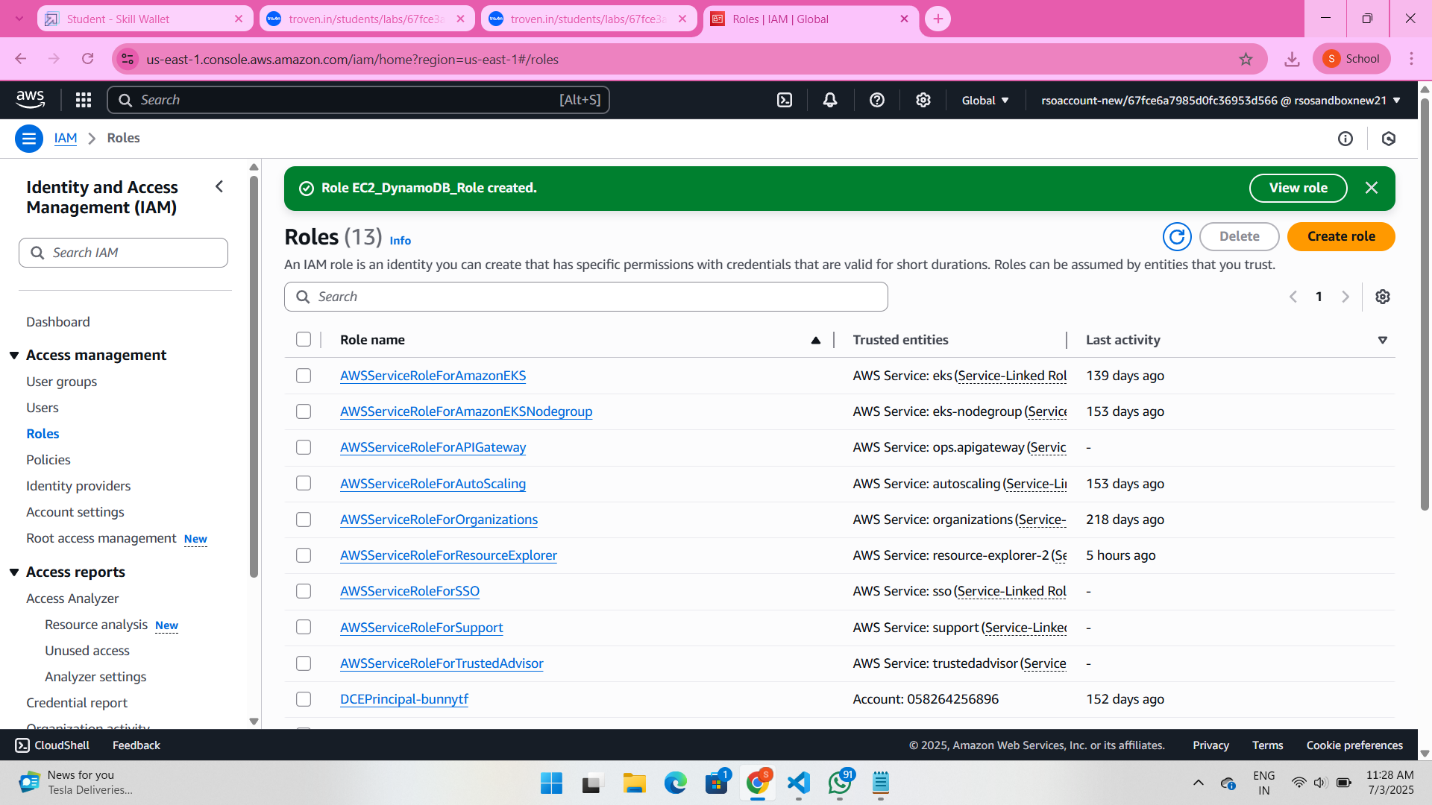 Student - Skill Wallet
troven.in/students/labs/67fce3
troven.in/students/labs/67fce3
Roles | IAM | Global
us-east-1.console.aws.amazon.com/iam/home?region=us-east-1#/roles
S School
aws
Search [Alt+S]
Global
rsoaccount-new/67fce6a7985d0fc36953d566 @ rsosandboxnew21
IAM > Roles
Identity and Access
Management (IAM)
Search IAM
Dashboard
Access management
User groups
Users
Roles
Policies
Identity providers
Account settings
Root access management New
Access reports
Access Analyzer
Resource analysis New
Unused access
Analyzer settings
Credential report
Organization activity
Role EC2_DynamoDB_Role created.
View role
Roles (13) Info
Delete
Create role
An IAM role is an identity you can create that has specific permissions with credentials that are valid for short durations. Roles can be assumed by entities that you trust.
Search
1
Role name Trusted entities Last activity
AWSServiceRoleForAmazonEKS AWS Service: eks (Service-Linked Rol 139 days ago
AWSServiceRoleForAmazonEKSNodegroup AWS Service: eks-nodegroup (Service 153 days ago
AWSServiceRoleForAPIGateway AWS Service: ops.apigateway (Servic -
AWSServiceRoleForAutoScaling AWS Service: autoscaling (Service-Li 153 days ago
AWSServiceRoleForOrganizations AWS Service: organizations (Service- 218 days ago
AWSServiceRoleForResourceExplorer AWS Service: resource-explorer-2 (Se 5 hours ago
AWSServiceRoleForSSO AWS Service: sso (Service-Linked Rol -
AWSServiceRoleForSupport AWS Service: support (Service-Linked -
AWSServiceRoleForTrustedAdvisor AWS Service: trustedadvisor (Service -
DCEPrincipal-bunnytf Account: 058264256896 152 days ago
CloudShell Feedback
© 2025, Amazon Web Services, Inc. or its affiliates. Privacy Terms Cookie preferences
News for you
Tesla Deliveries...
1
S
91
ENG
IN
11:28 AM
7/3/2025